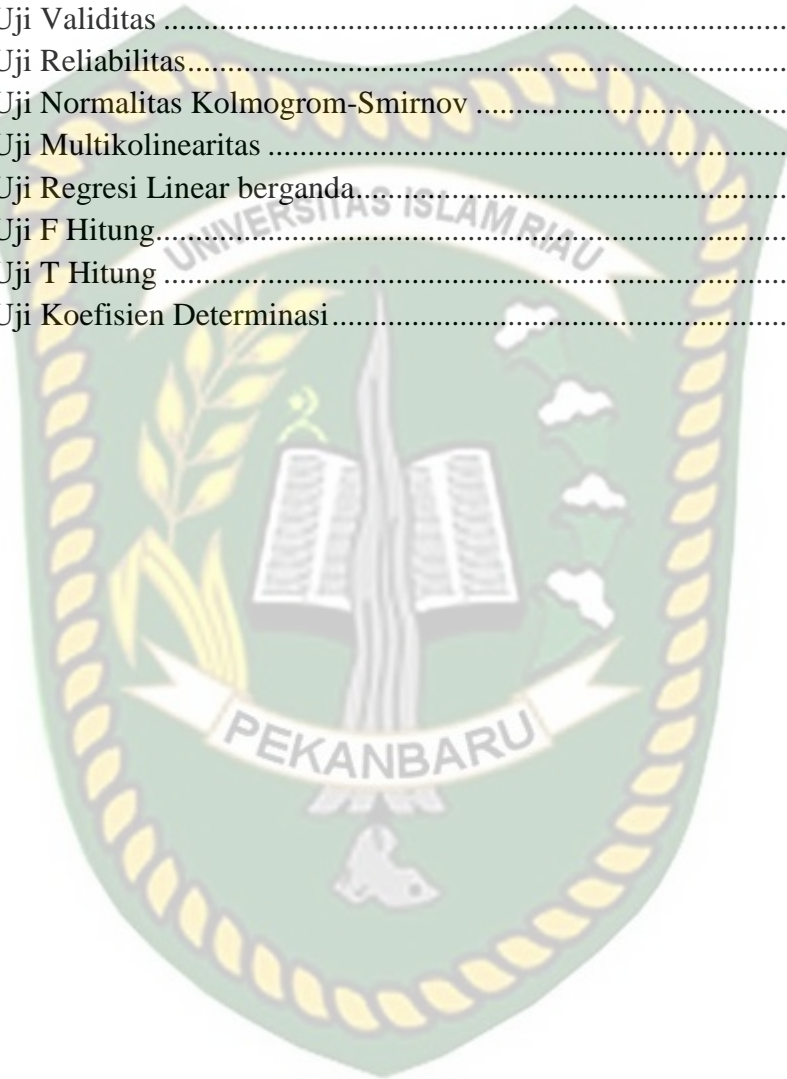 Uji Validitas ....................................................................................
Uji Reliabilitas................................................................................
Uji Normalitas Kolmogrom-Smirnov .........................................
Uji Multikolinearitas .....................................................................
Uji Regresi Linear berganda..........................................................
UNIVERSITAS ISLAM RIAU
Uji F Hitung....................................................................................
Uji T Hitung ...................................................................................
Uji Koefisien Determinasi.............................................................
PEKANBARU